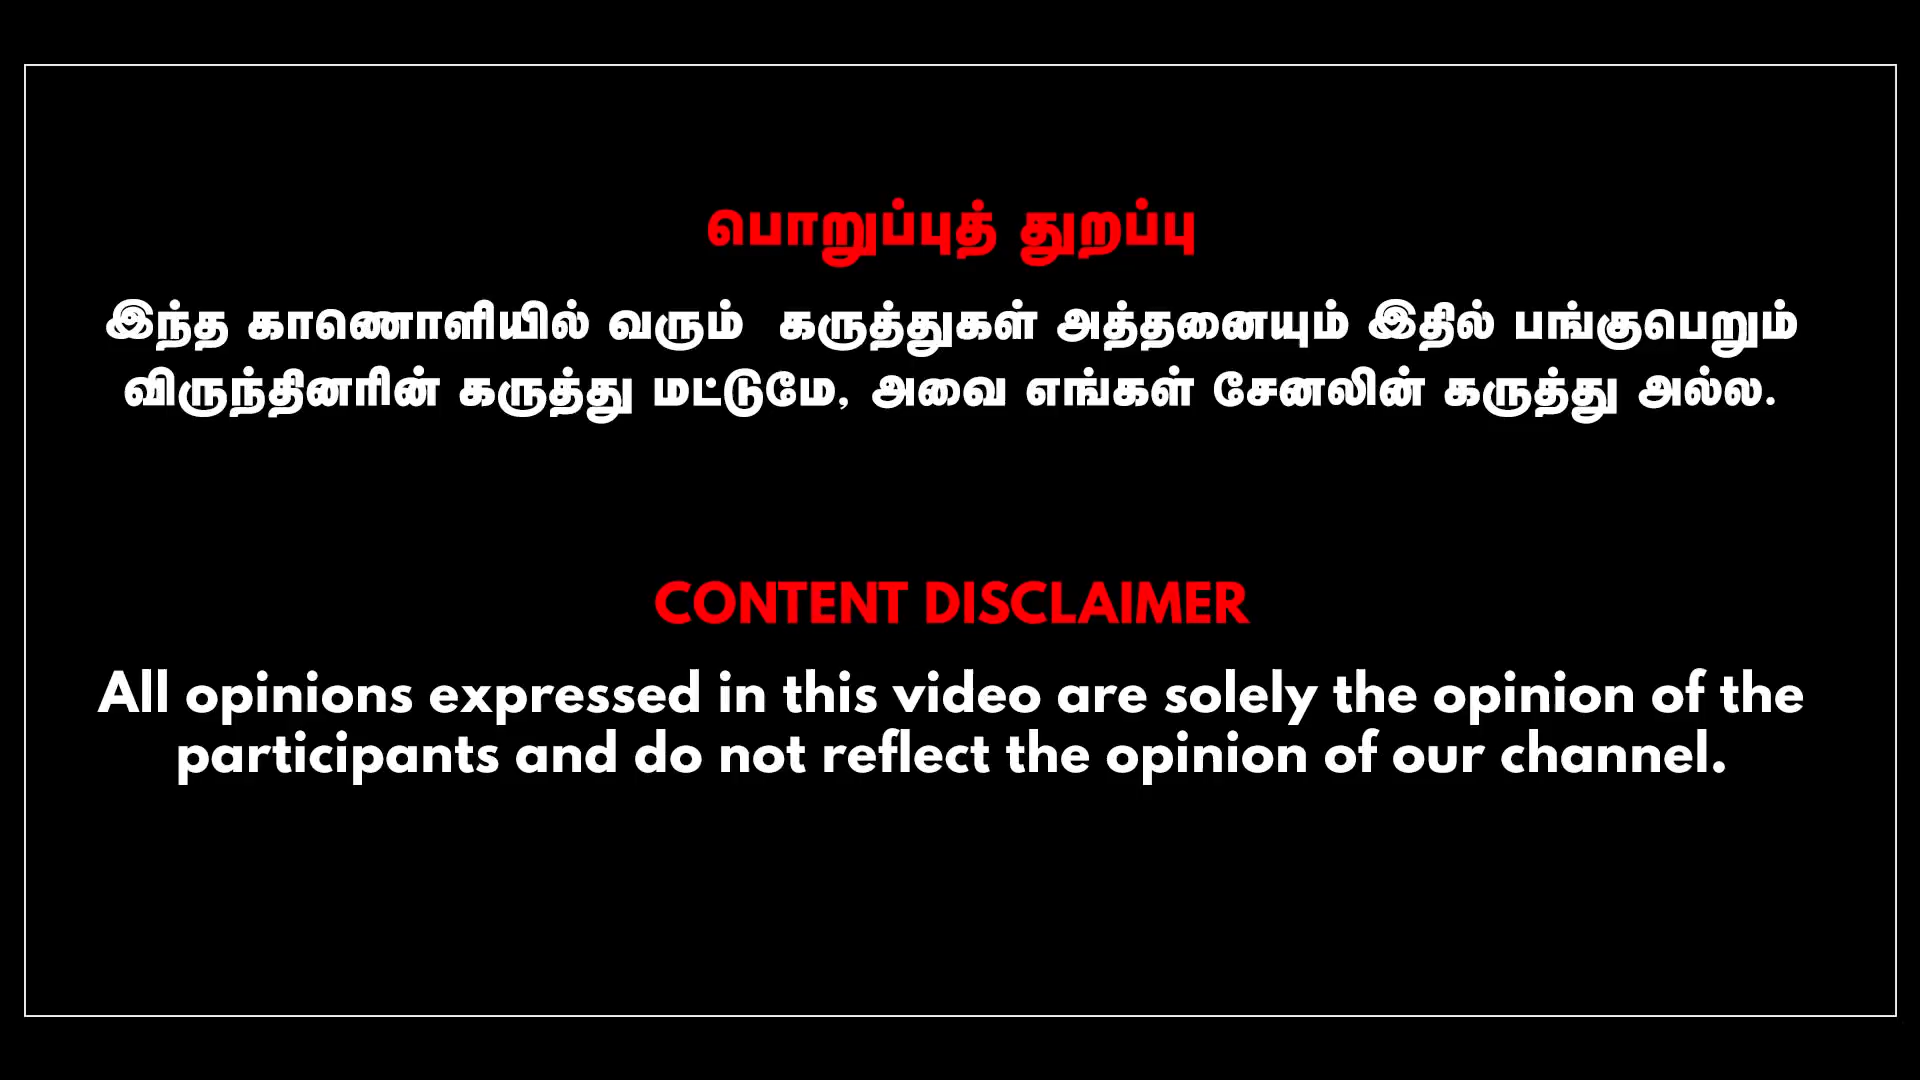 பொறுப்புத் துறப்பு
இந்த காணொளியில் வரும் கருத்துகள் அத்தனையும் இதில் பங்குபெறும்
விருந்தினரின் கருத்து மட்டுமே, அவை எங்கள் சேனலின் கருத்து அல்ல.
CONTENT DISCLAIMER
All opinions expressed in this video are solely the opinion of the
participants and do not reflect the opinion of our channel.